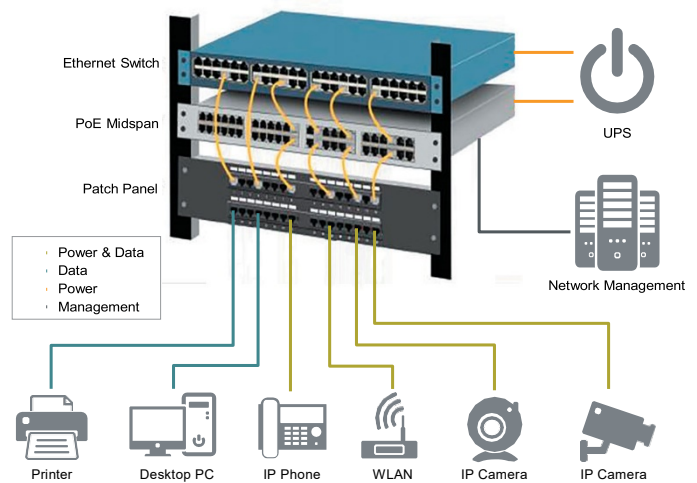 Ethernet Switch
PoE Midspan
Patch Panel
UPS
Network Management
Power & Data
Data
Power
Management
Printer
Desktop PC
IP Phone
WLAN
IP Camera
IP Camera